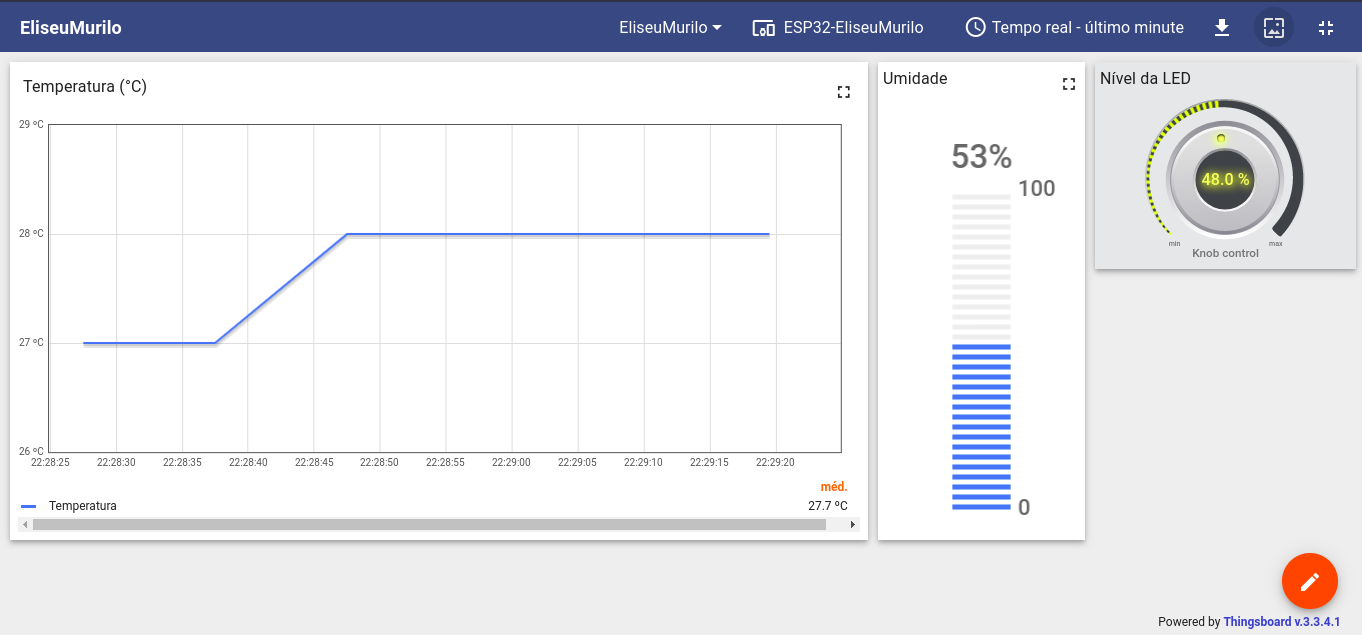 EliseuMurilo
EliseuMurilo
ESP32-EliseuMurilo
Tempo real - último minute
Temperatura (°C)
29 ºC
28 ºC
27 ºC
26 ºC
22:28:25 22:28:30 22:28:35 22:28:40 22:28:45 22:28:50 22:28:55 22:29:00 22:29:05 22:29:10 22:29:15 22:29:20
méd.
Temperatura 27.7 ºC
Umidade
53%
100
0
Nível da LED
48.0 %
min max
Knob control
Powered by Thingsboard v.3.3.4.1